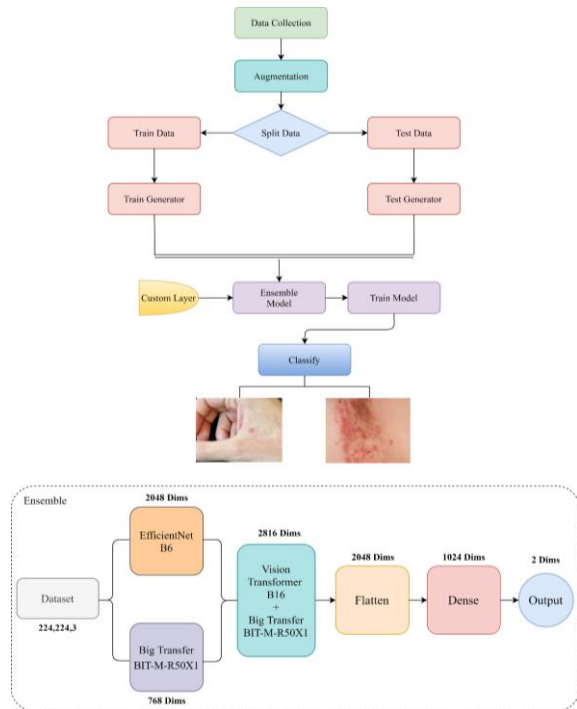 Data Collection
Augmentation
Train Data
Split Data
Test Data
Train Generator
Test Generator
Custom Layer
Ensemble
Model
Train Model
Classify
Ensemble
2048 Dims
EfficientNet
B6
2816 Dims
Vision
Transformer
B16
+
Big Transfer
BIT-M-R50X1
2048 Dims
Flatten
1024 Dims
Dense
2 Dims
Output
Dataset
224,224,3
Big Transfer
BIT-M-R50X1
768 Dims